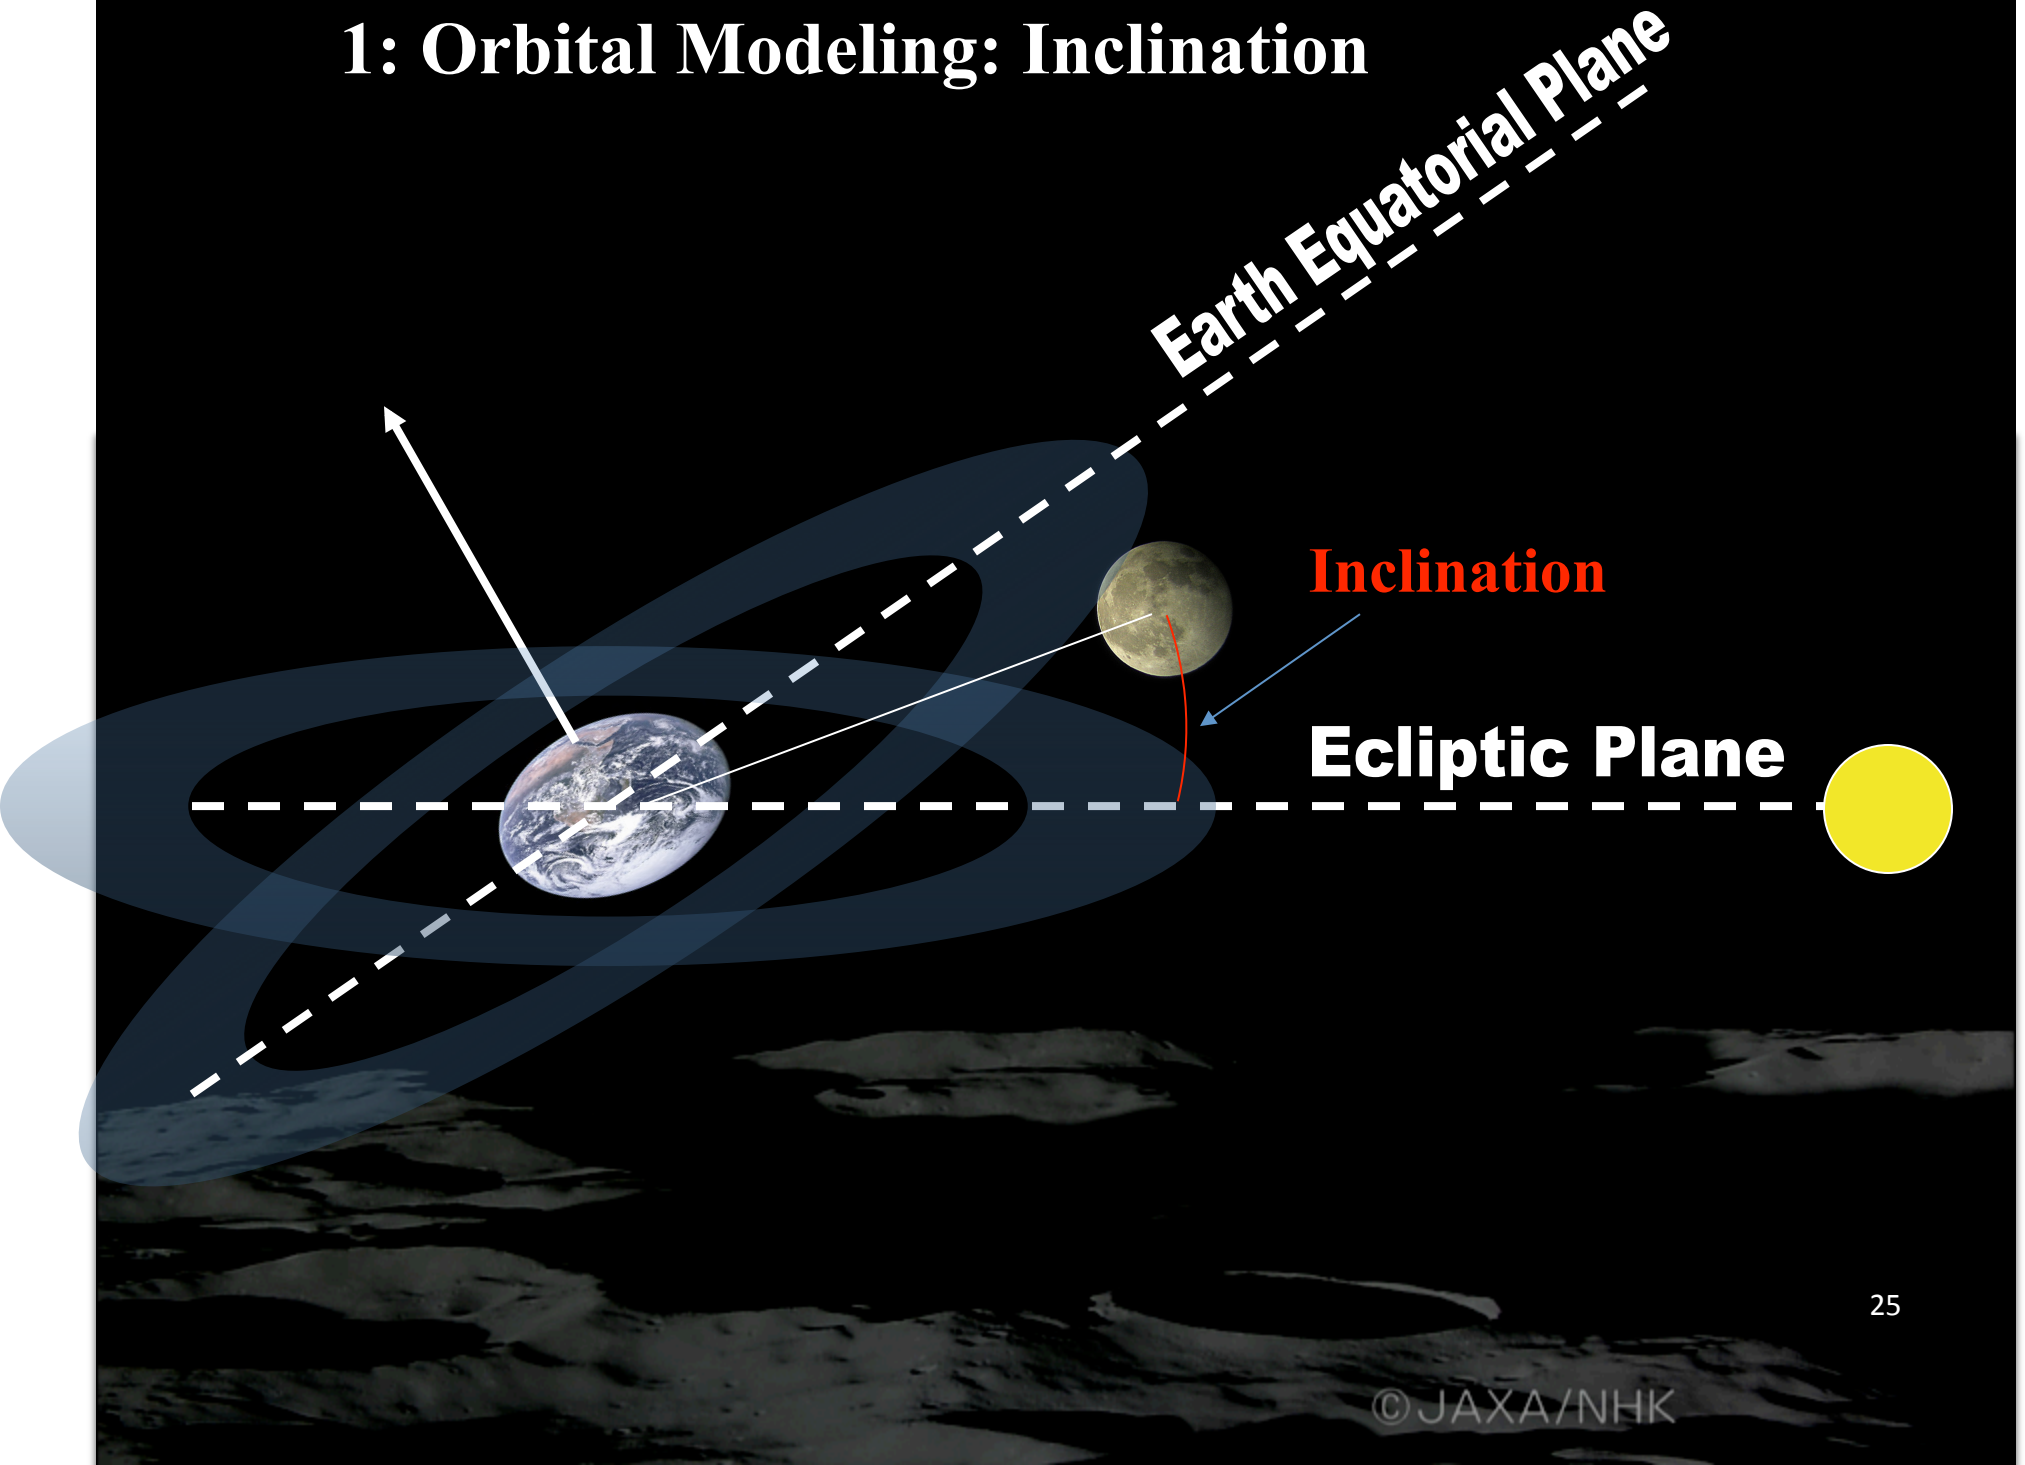 1: Orbital Modeling: Inclination
Earth Equatorial Plane
Inclination
Ecliptic Plane
25
©JAXA/NHK